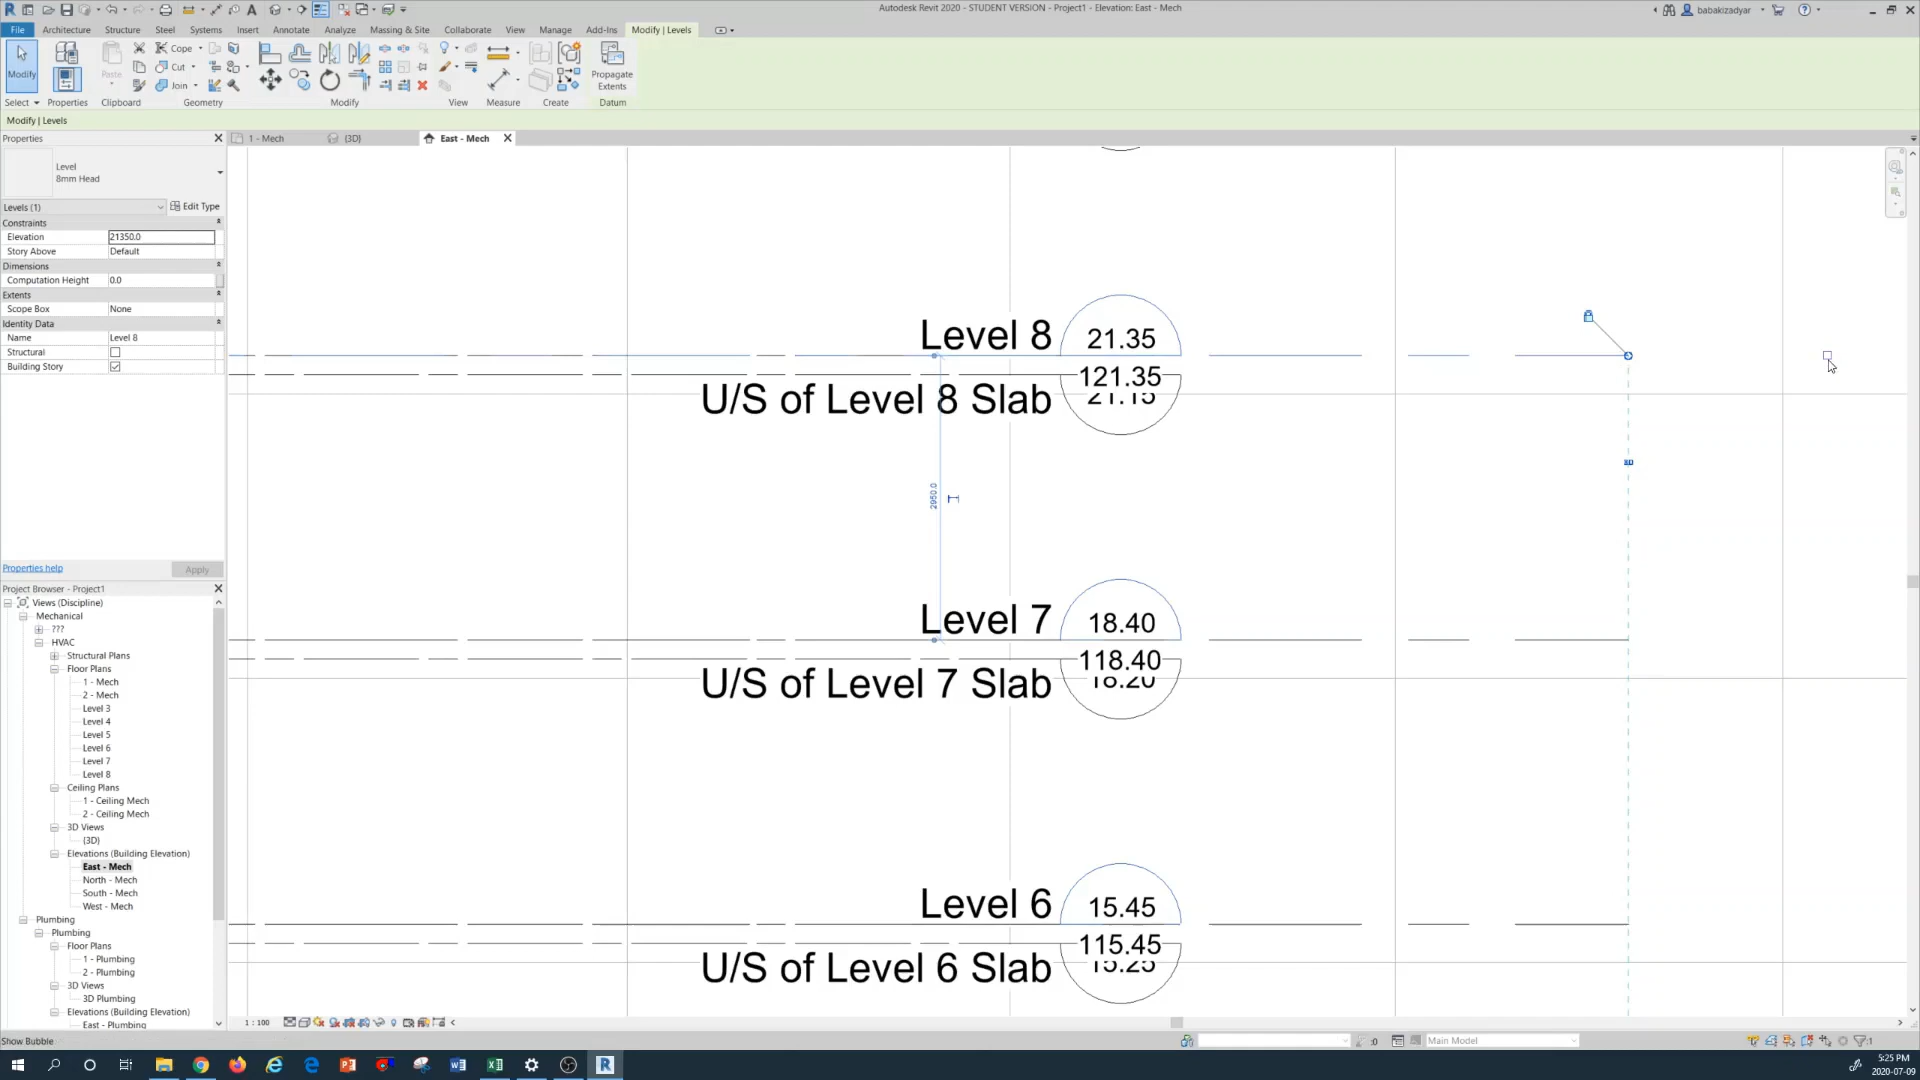 Autodesk Revit 2020 - STUDENT VERSION - Project1 - Elevation: East - Mech
babakizadyar
File Architecture Structure Steel Systems Insert Annotate Analyze Massing & Site Collaborate View Manage Add-Ins Modify | Levels
Modify
Paste
Cope
Cut
Join
Propagate
Extents
Select Properties Clipboard Geometry Modify View Measure Create Datum
Modify | Levels
Properties
1 - Mech
{3D}
East - Mech
Level
8mm Head
Levels (1)
Edit Type
Constraints
Elevation 21350.0
Story Above Default
Dimensions
Computation Height 0.0
Extents
Scope Box None
Identity Data
Name Level 8
Structural
Building Story
Properties help
Apply
Project Browser - Project1
Views (Discipline)
Mechanical
???
HVAC
Structural Plans
Floor Plans
1 - Mech
2 - Mech
Level 3
Level 4
Level 5
Level 6
Level 7
Level 8
Ceiling Plans
1 - Ceiling Mech
2 - Ceiling Mech
3D Views
{3D}
Elevations (Building Elevation)
East - Mech
North - Mech
South - Mech
West - Mech
Plumbing
Plumbing
Floor Plans
1 - Plumbing
2 - Plumbing
3D Views
3D Plumbing
Elevations (Building Elevation)
East - Plumbing
Level 8 21.35
121.35
U/S of Level 8 Slab 21.15
2950.0
Level 7 18.40
118.40
U/S of Level 7 Slab 18.20
Level 6 15.45
115.45
U/S of Level 6 Slab 15.25
1 : 100
Show Bubble
:0
Main Model
:1
5:25 PM
2020-07-09